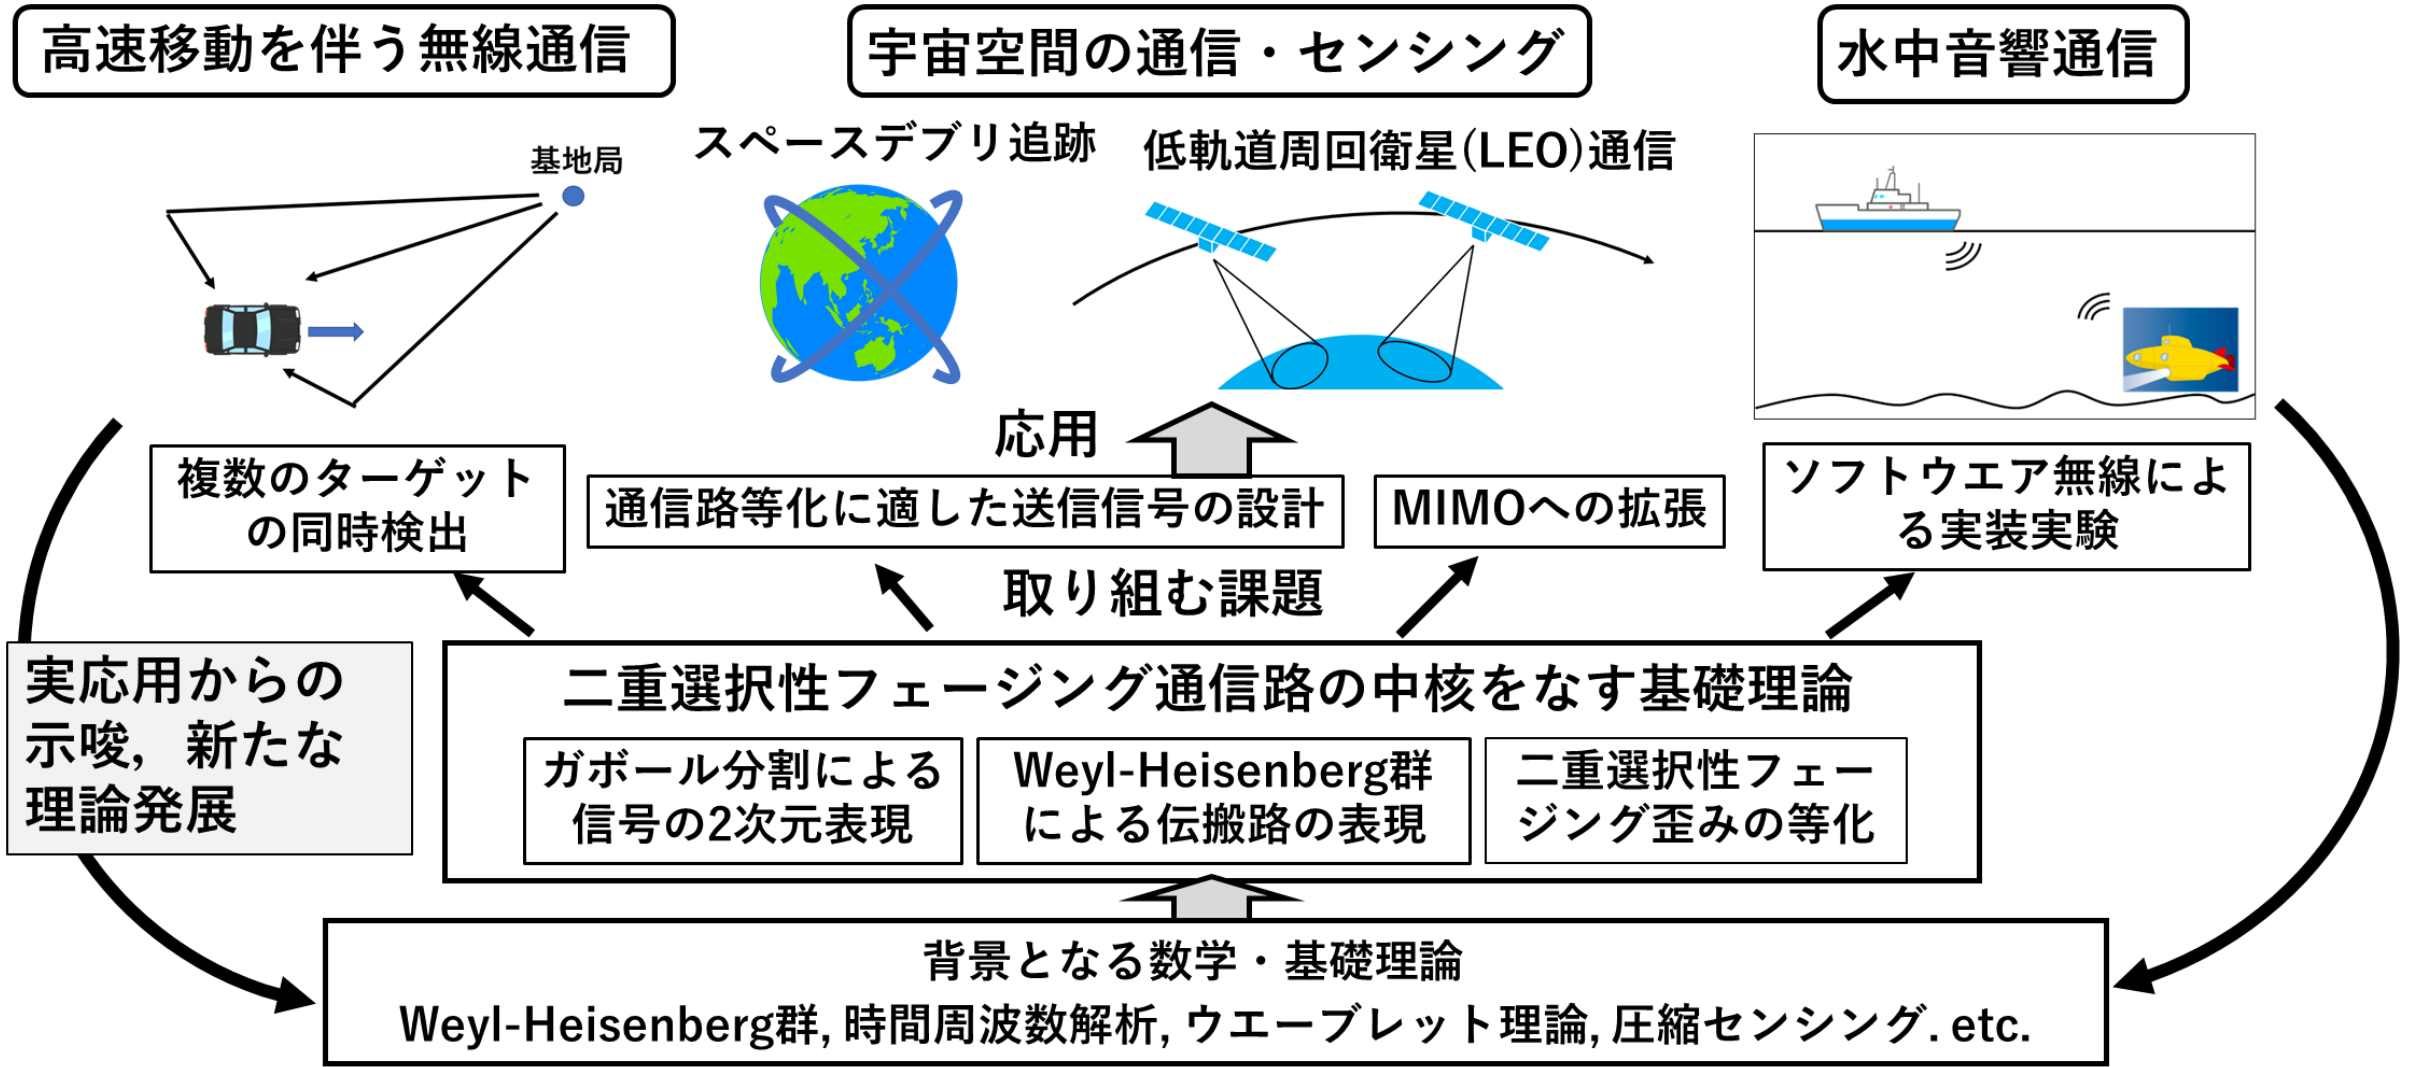 高速移動を伴う無線通信
宇宙空間の通信・センシング
水中音響通信
基地局
スペースデブリ追跡
低軌道周回衛星(LEO)通信
応用
複数のターゲット
の同時検出
通信路等化に適した送信信号の設計
MIMOへの拡張
ソフトウエア無線によ
る実装実験
取り組む課題
実応用からの
示唆,新たな
理論発展
二重選択性フェージング通信路の中核をなす基礎理論
ガボール分割による
信号の2次元表現
Weyl-Heisenberg群
による伝搬路の表現
二重選択性フェー
ジング歪みの等化
背景となる数学・基礎理論
Weyl-Heisenberg群, 時間周波数解析, ウエーブレット理論, 圧縮センシング. etc.